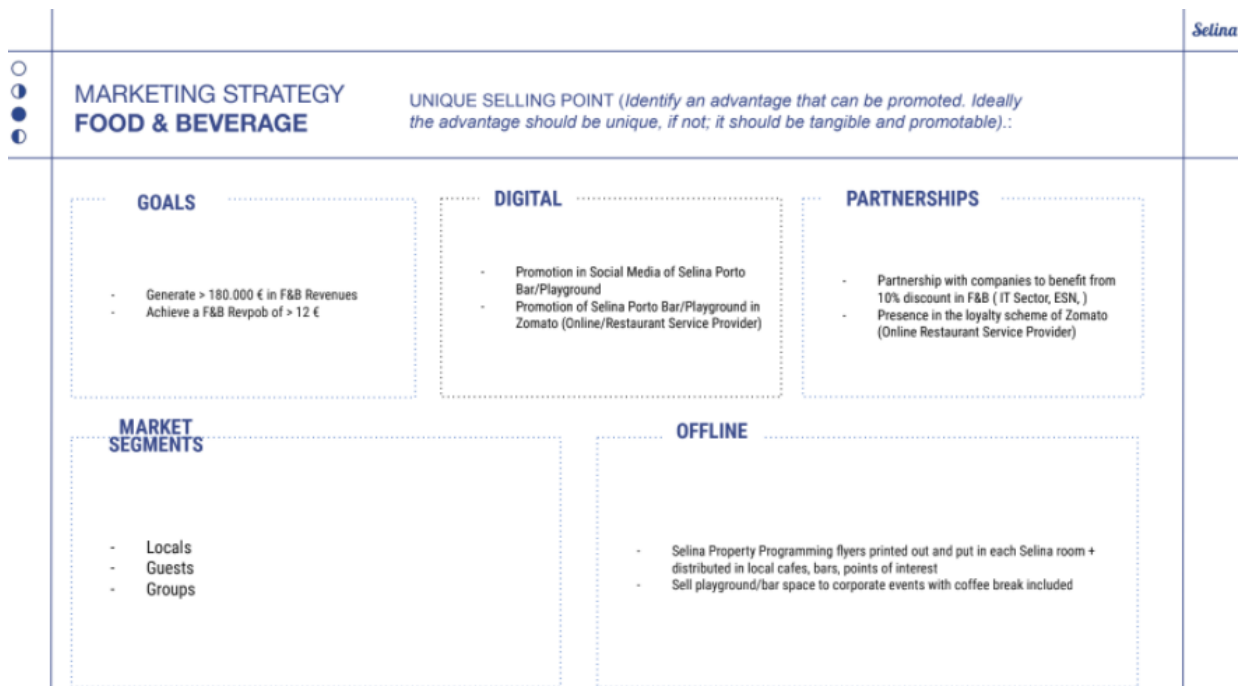 Selina
MARKETING STRATEGY
FOOD & BEVERAGE
UNIQUE SELLING POINT (Identify an advantage that can be promoted. Ideally
the advantage should be unique, if not; it should be tangible and promotable).:
GOALS
- Generate > 180.000 € in F&B Revenues
- Achieve a F&B Revpob of > 12 €
DIGITAL
- Promotion in Social Media of Selina Porto
Bar/Playground
- Promotion of Selina Porto Bar/Playground in
Zomato (Online/Restaurant Service Provider)
PARTNERSHIPS
- Partnership with companies to benefit from
10% discount in F&B ( IT Sector, ESN, )
- Presence in the loyalty scheme of Zomato
(Online Restaurant Service Provider)
MARKET
SEGMENTS
- Locals
- Guests
- Groups
OFFLINE
- Selina Property Programming flyers printed out and put in each Selina room +
distributed in local cafes, bars, points of interest
- Sell playground/bar space to corporate events with coffee break included